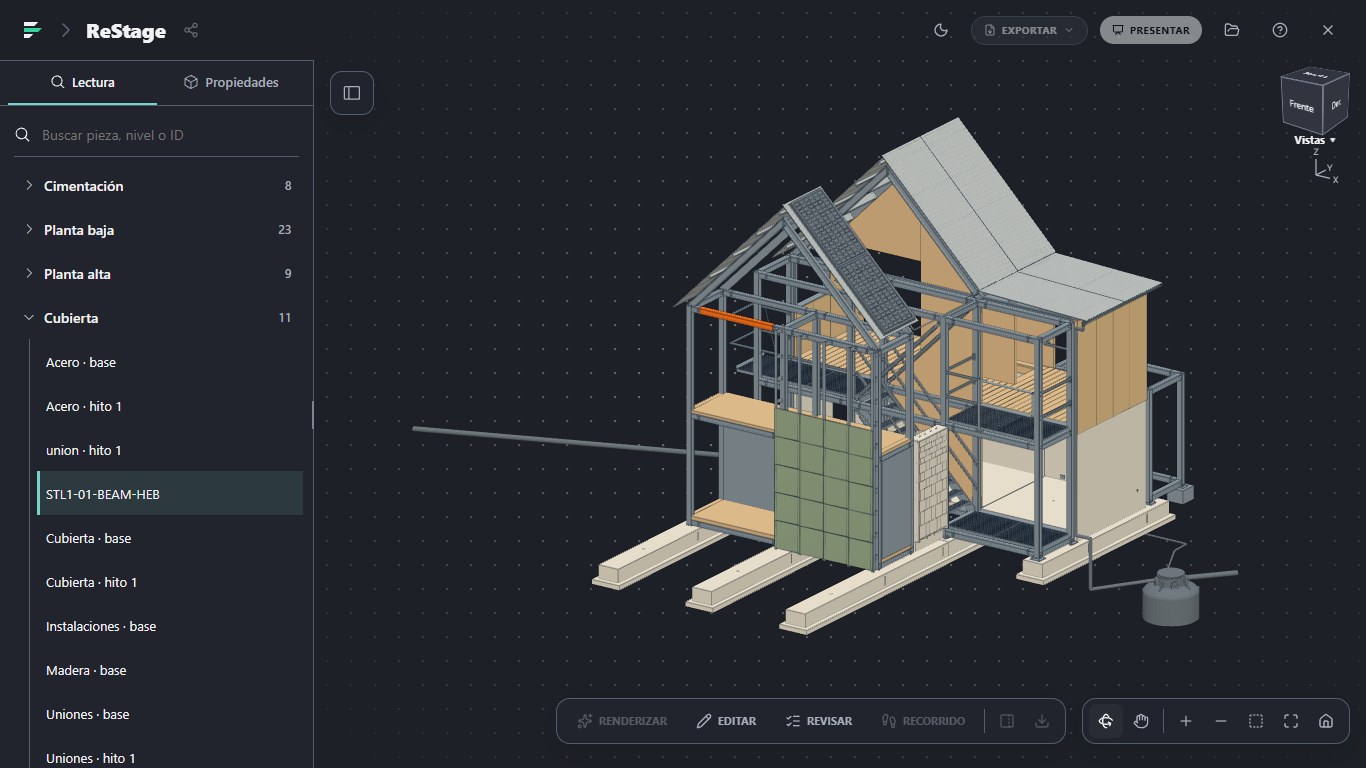 ReStage
EXPORTAR
PRESENTAR
Lectura
Propiedades
Buscar pieza, nivel o ID
Cimentación 8
Planta baja 23
Planta alta 9
Cubierta 11
Acero · base
Acero · hito 1
union · hito 1
STL1-01-BEAM-HEB
Cubierta · base
Cubierta · hito 1
Instalaciones · base
Madera · base
Uniones · base
Uniones · hito 1
Frente
Vistas
Z
Y
X
RENDERIZAR
EDITAR
REVISAR
RECORRIDO